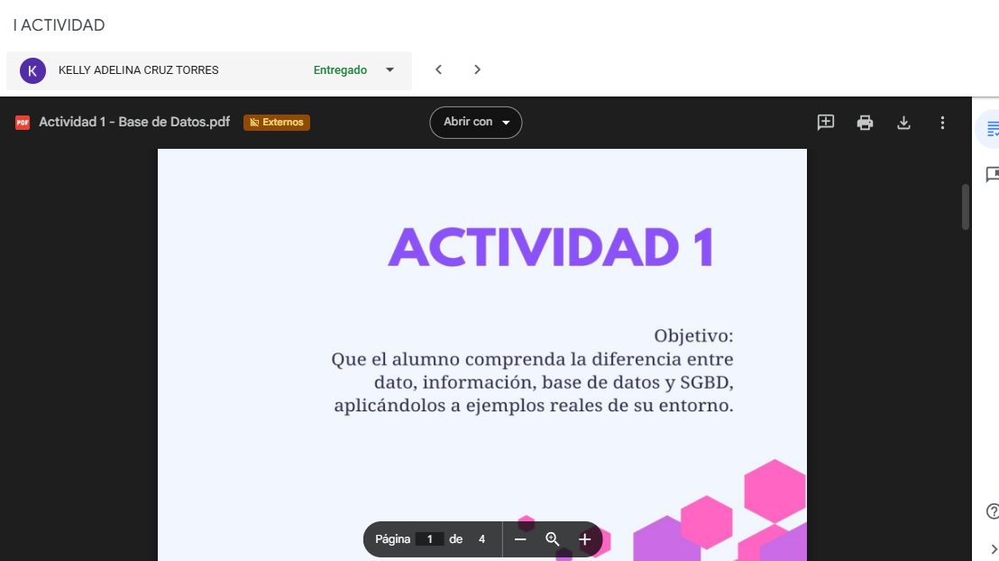 I ACTIVIDAD
K
KELLY ADELINA CRUZ TORRES
Entregado
PDF
Actividad 1 - Base de Datos.pdf
Externos
Abrir con
ACTIVIDAD 1
Objetivo:
Que el alumno comprenda la diferencia entre
dato, información, base de datos y SGBD,
aplicándolos a ejemplos reales de su entorno.
Página 1 de 4